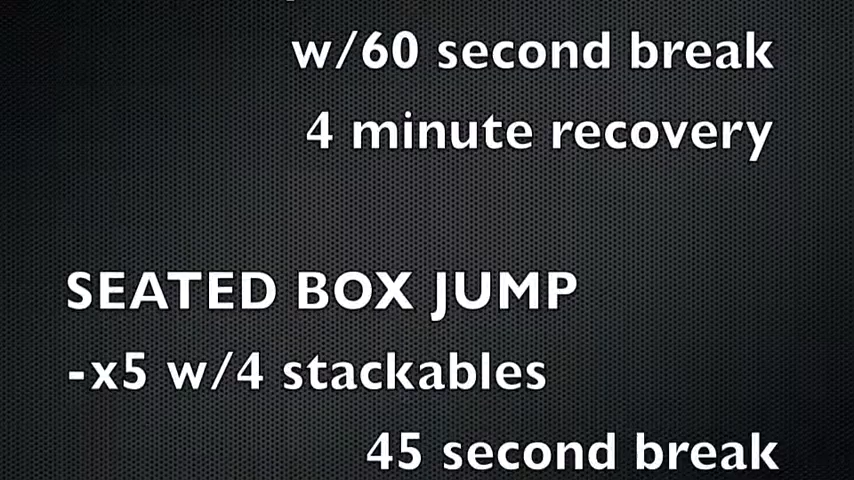 w/60 second break
4 minute recovery
SEATED BOX JUMP
-x5 w/4 stackables
45 second break